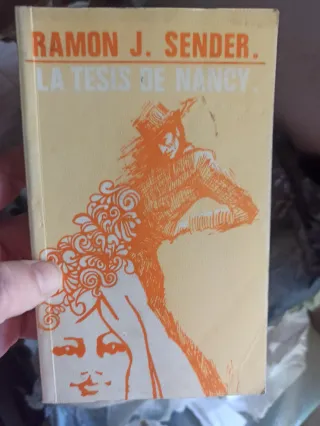 RAMON J. SENDER.
LA TESIS DE NANCY.